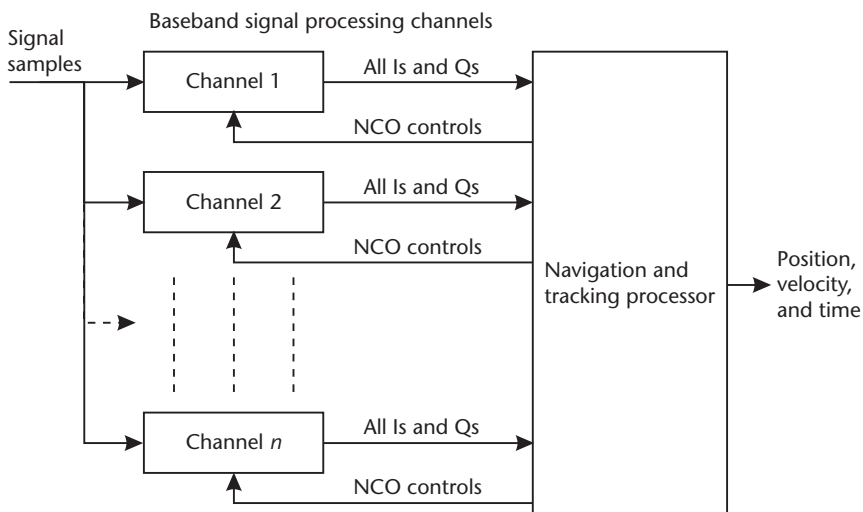 Baseband signal processing channels
Signal
samples
Channel 1
All Is and Qs
NCO controls
Channel 2
All Is and Qs
NCO controls
Navigation and
tracking processor
Position,
velocity,
and time
Channel n
All Is and Qs
NCO controls